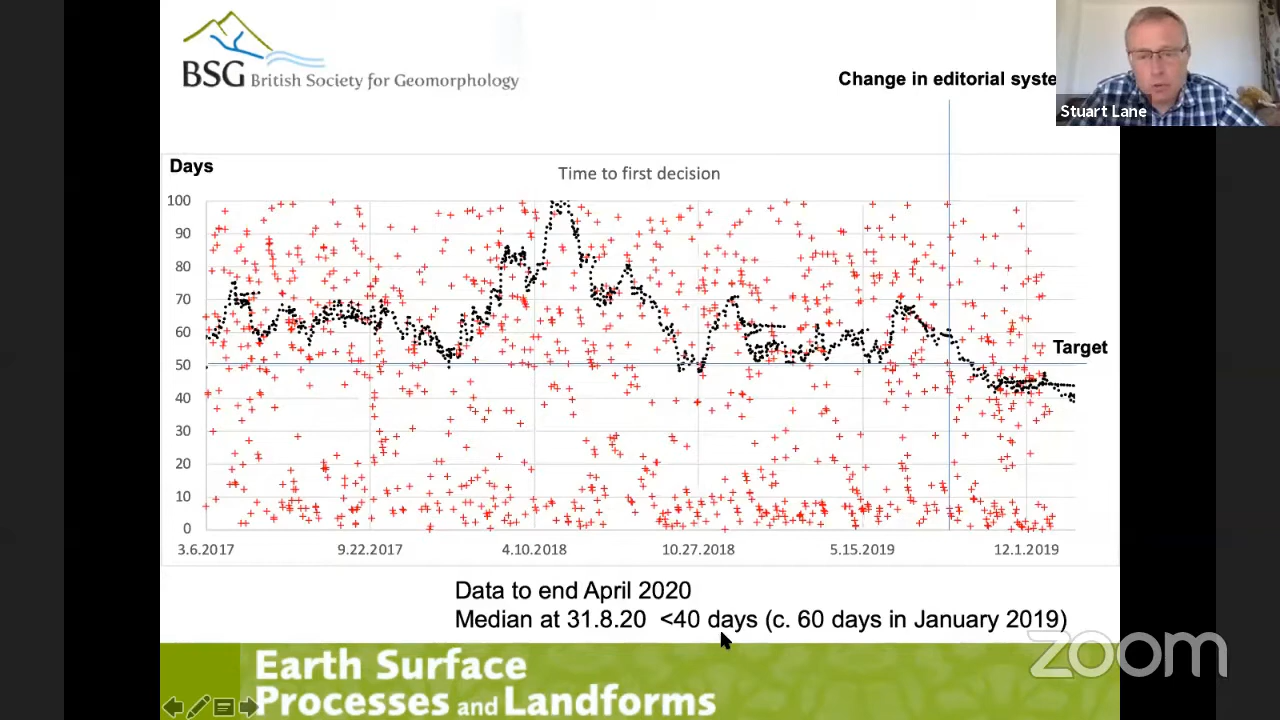 BSG British Society for Geomorphology
Change in editorial syste
Stuart Lane
Days
Time to first decision
100
90
80
70
60
50
40
30
20
10
0
Target
3.6.2017
9.22.2017
4.10.2018
10.27.2018
5.15.2019
12.1.2019
Data to end April 2020
Median at 31.8.20 <40 days (c. 60 days in January 2019)
zoom
Earth Surface
Processes and Landforms